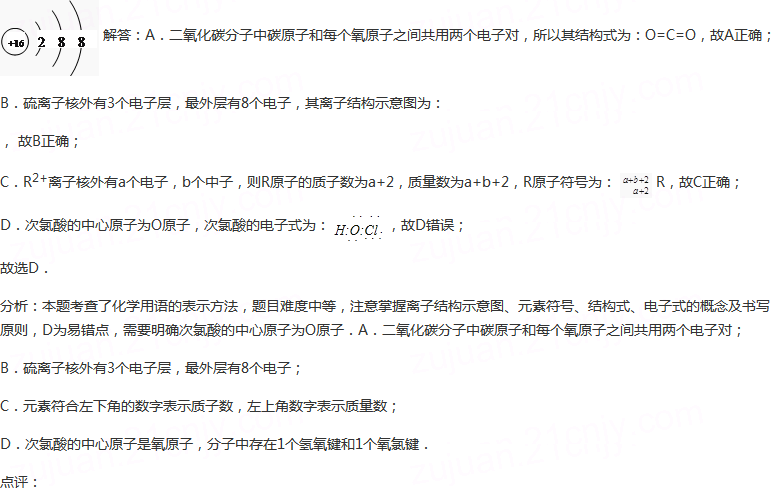 +16 2 8 8 解答：A．二氧化碳分子中碳原子和每个氧原子之间共用两个电子对，所以其结构式为：O=C=O，故A正确；
B．硫离子核外有3个电子层，最外层有8个电子，其离子结构示意图为：
，故B正确；
C．R2+离子核外有a个电子，b个中子，则R原子的质子数为a+2，质量数为a+b+2，R原子符号为： a+b+2 a+2 R，故C正确；
D．次氯酸的中心原子为O原子，次氯酸的电子式为： H:O:Cl: ，故D错误；
故选D．
分析：本题考查了化学用语的表示方法，题目难度中等，注意掌握离子结构示意图、元素符号、结构式、电子式的概念及书写
原则，D为易错点，需要明确次氯酸的中心原子为O原子．A．二氧化碳分子中碳原子和每个氧原子之间共用两个电子对；
B．硫离子核外有3个电子层，最外层有8个电子；
C．元素符合左下角的数字表示质子数，左上角数字表示质量数；
D．次氯酸的中心原子是氧原子，分子中存在1个氢氧键和1个氧氯键．
点评：